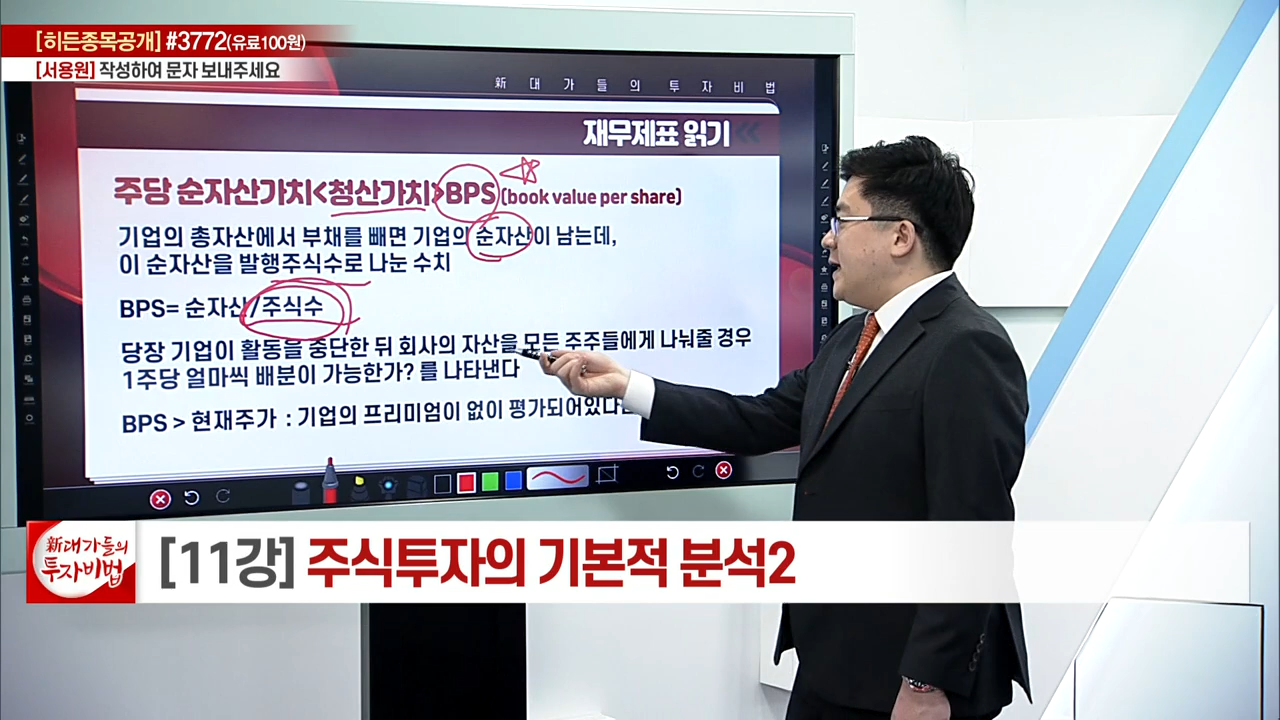 [히든종목공개] #3772(유료100원)
[서용원] 작성하여 문자 보내주세요
新 대 가 들 의 투 자 비 법
재무제표 읽기
주당 순자산가치<청산가치>BPS (book value per share)
기업의 총자산에서 부채를 빼면 기업의 순자산이 남는데,
이 순자산을 발행주식수로 나눈 수치
BPS= 순자산/주식수
당장 기업이 활동을 중단한 뒤 회사의 자산을 모든 주주들에게 나눠줄 경우
1주당 얼마씩 배분이 가능한가? 를 나타낸다
BPS > 현재주가 : 기업의 프리미엄이 없이 평가되어있다
新대가들의
투자비법
[11강] 주식투자의 기본적 분석2